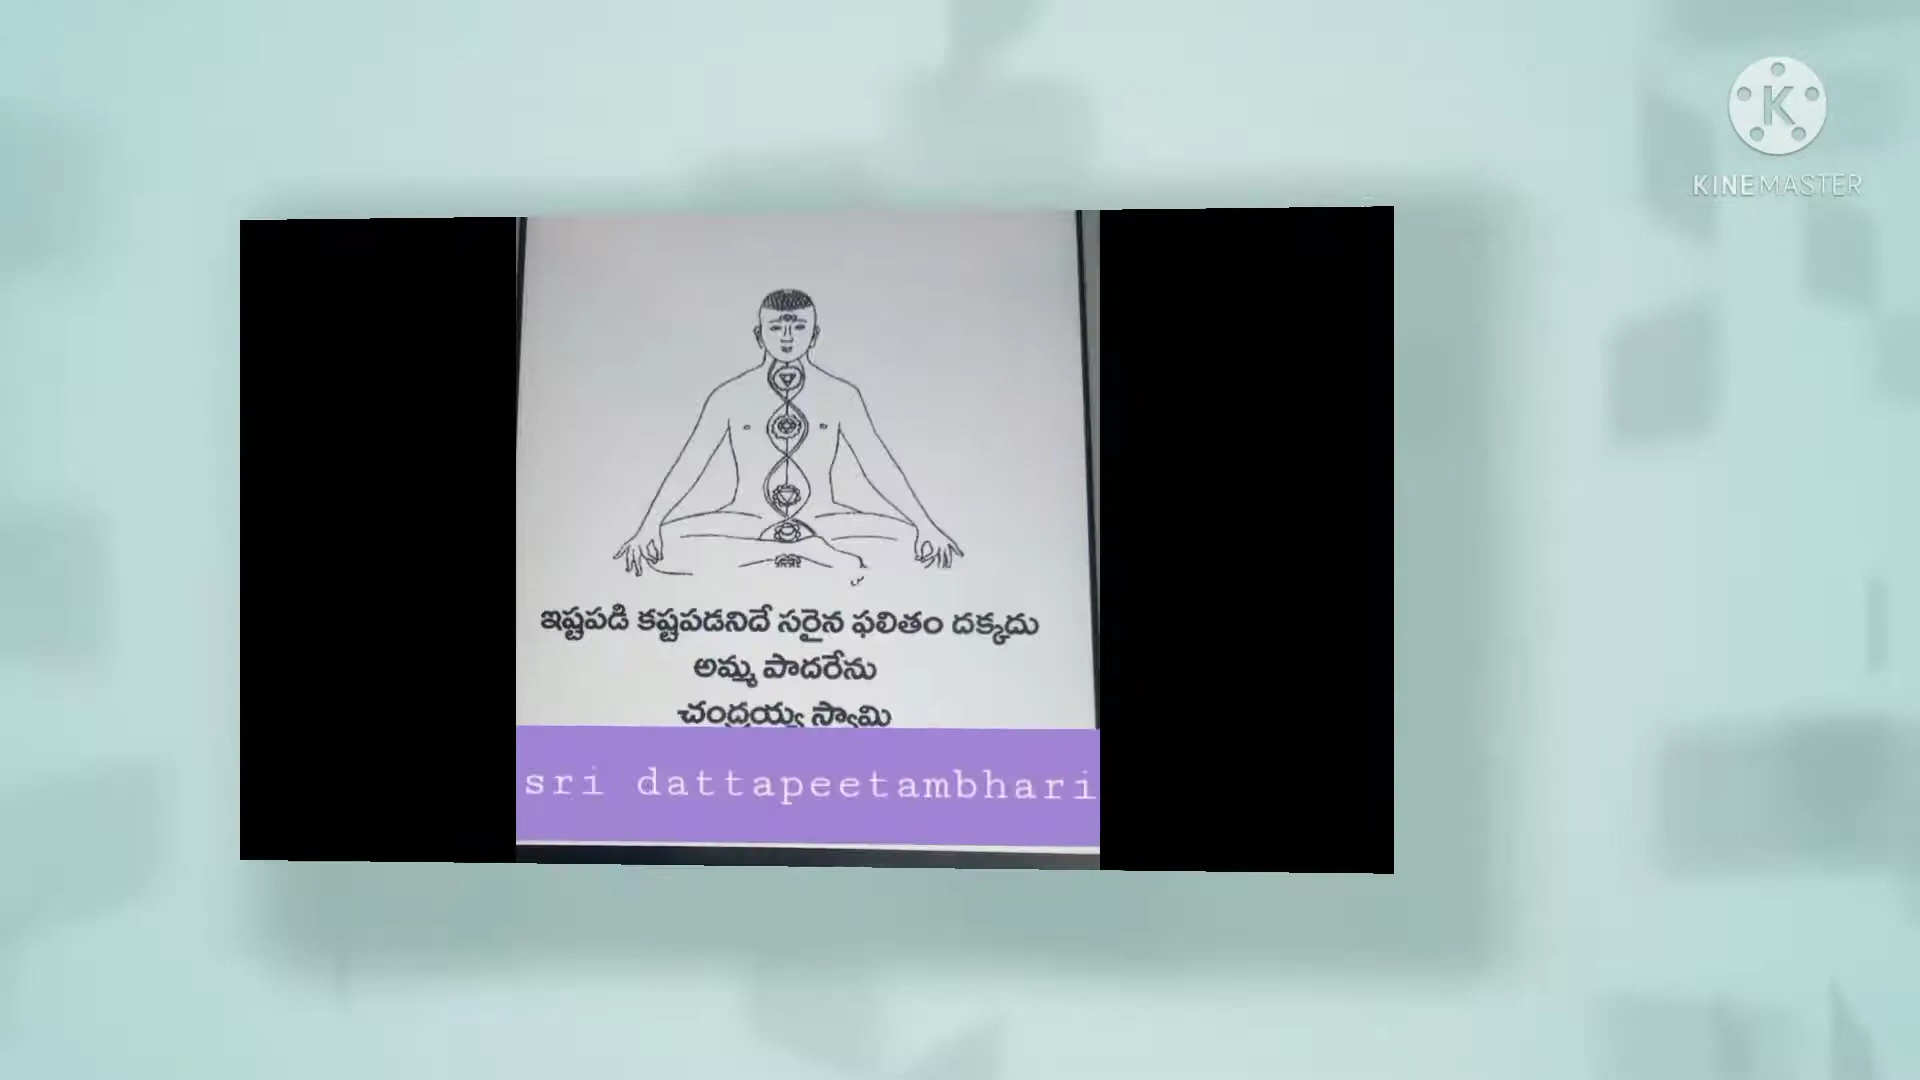 K
KINEMASTER
ఇష్టపడి కష్టపడనిదే సరైన ఫలితం దక్కదు
అమ్మ పాదరేను
చంద్రయ్య స్వామి
sri dattapeetambhari